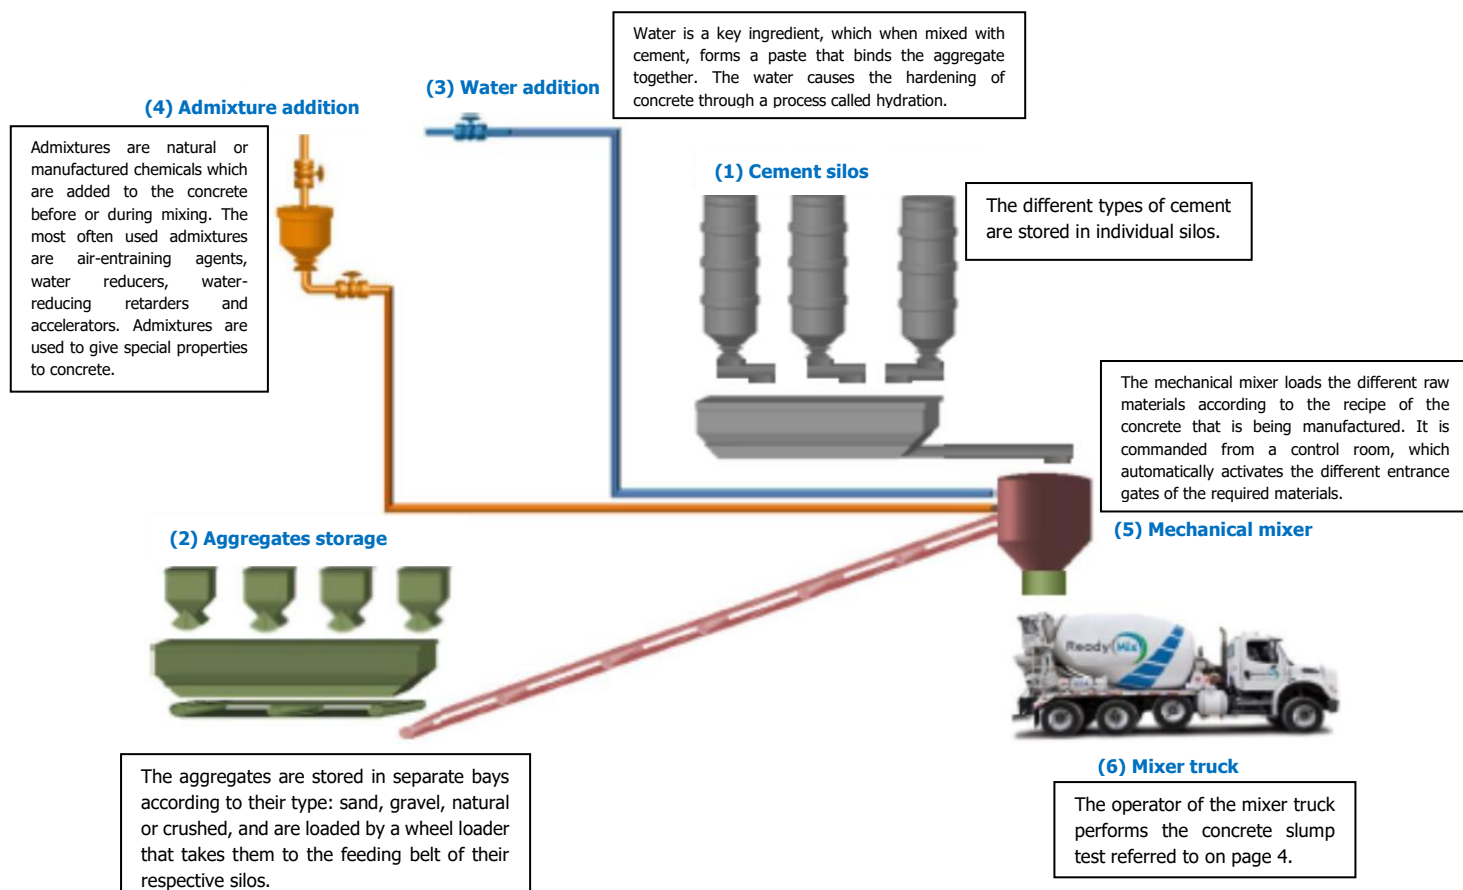 Water is a key ingredient, which when mixed with
cement, forms a paste that binds the aggregate
together. The water causes the hardening of
concrete through a process called hydration.
(3) Water addition
(4) Admixture addition
Admixtures are natural or
manufactured chemicals which
are added to the concrete
before or during mixing. The
most often used admixtures
are air-entraining agents,
water reducers, water-
reducing retarders and
accelerators. Admixtures are
used to give special properties
to concrete.
(1) Cement silos
The different types of cement
are stored in individual silos.
The mechanical mixer loads the different raw
materials according to the recipe of the
concrete that is being manufactured. It is
commanded from a control room, which
automatically activates the different entrance
gates of the required materials.
(5) Mechanical mixer
(2) Aggregates storage
The aggregates are stored in separate bays
according to their type: sand, gravel, natural
or crushed, and are loaded by a wheel loader
that takes them to the feeding belt of their
respective silos.
Ready Mix
(6) Mixer truck
The operator of the mixer truck
performs the concrete slump
test referred to on page 4.